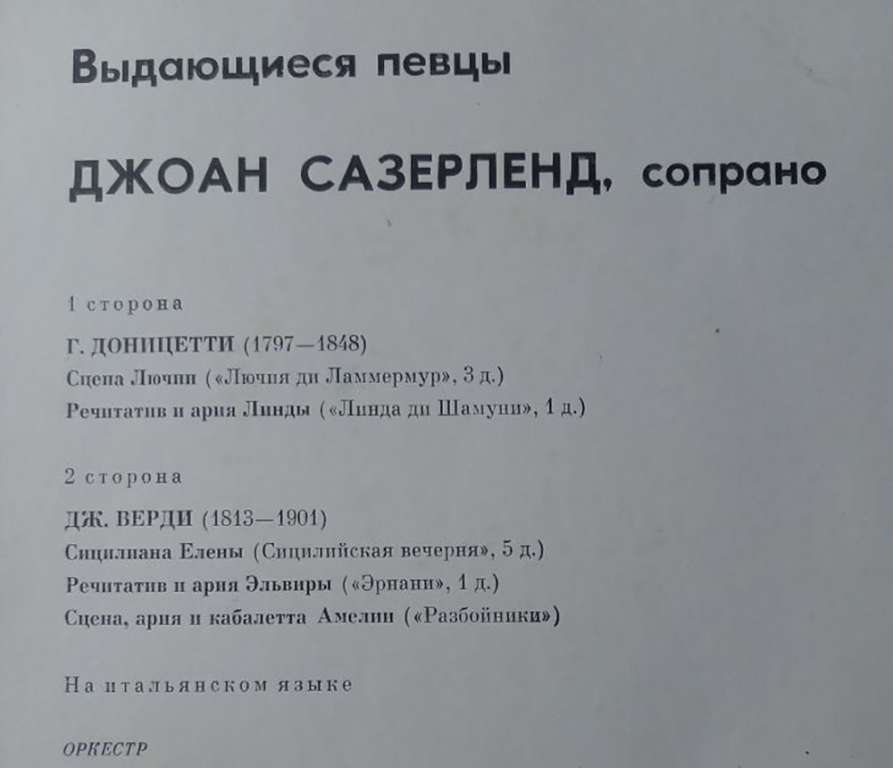 Выдающиеся певцы
ДЖОАН САЗЕРЛЕНД, сопрано
1 сторона
Г. ДОНИЦЕТТИ (1797—1848)
Сцена Лючии («Лючия ди Ламмермур», 3 д.)
Речитатив и ария Линды («Линда ди Шамуни», 1 д.)
2 сторона
ДЖ. ВЕРДИ (1813—1901)
Сицилиана Елены (Сицилийская вечерня», 5 д.)
Речитатив и ария Эльвиры («Эрнани», 1 д.)
Сцена, ария и кабалетта Амелии («Разбойники»)
На итальянском языке
ОРКЕСТР